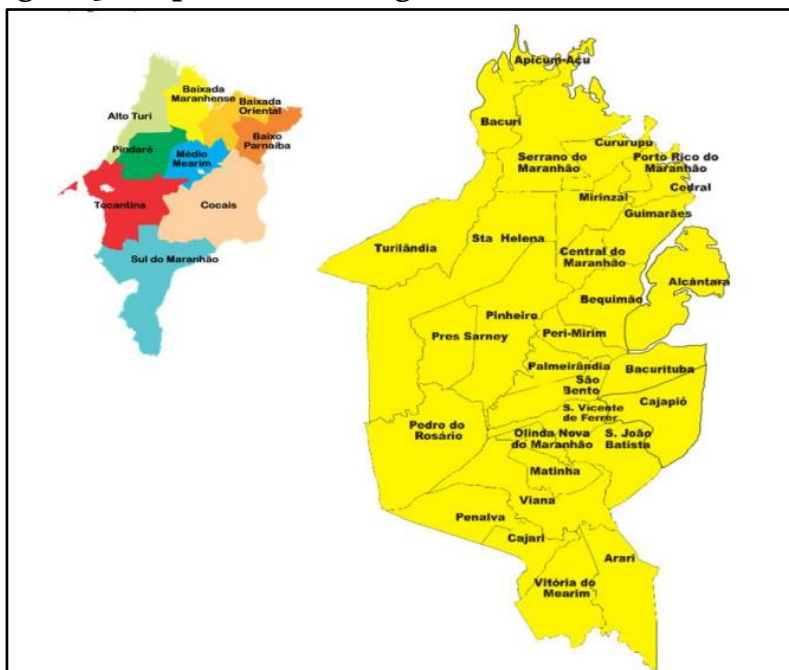 Baixada
Maranhense
Baixada
Oriental
Alto Turi
Baixo
Parnaíba
Pindaré
Médio
Mearim
Tocantina
Cocais
Sul do Maranhão
Apicum-Açu
Bacuri
Cururupu
Serrano do
Maranhão
Porto Rico do
Maranhão
Cedral
Mirinzal
Guimarães
Turilândia
Sta Helena
Central do
Maranhão
Alcântara
Bequimão
Pinheiro
Pres Sarney
Peri-Mirim
Palmeirândia
Bacurituba
São
Bento
Cajapió
S. Vicente
de Ferrer
Pedro do
Rosário
Olinda Nova
do Maranhão
S. João
Batista
Matinha
Viana
Penalva
Cajari
Arari
Vitória do
Mearim